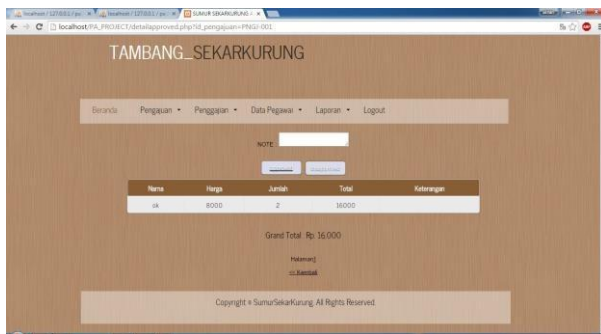 localhost / 127.0.0.1 / pa
localhost / 127.0.0.1 / pa
SUMUR SEKARKURUNG
localhost/PA_PROJECT/detailapproved.php?id_pengajuan=PNGJ-001
TAMBANG_SEKARKURUNG
Beranda Pengajuan Penggajian Data Pegawai Laporan Logout
NOTE :
Nama Harga Jumlah Total Keterangan
ok 8000 2 16000
Grand Total Rp. 16,000
Halaman1
<< Kembali
Copyright © SumurSekarKurung. All Rights Reserved.